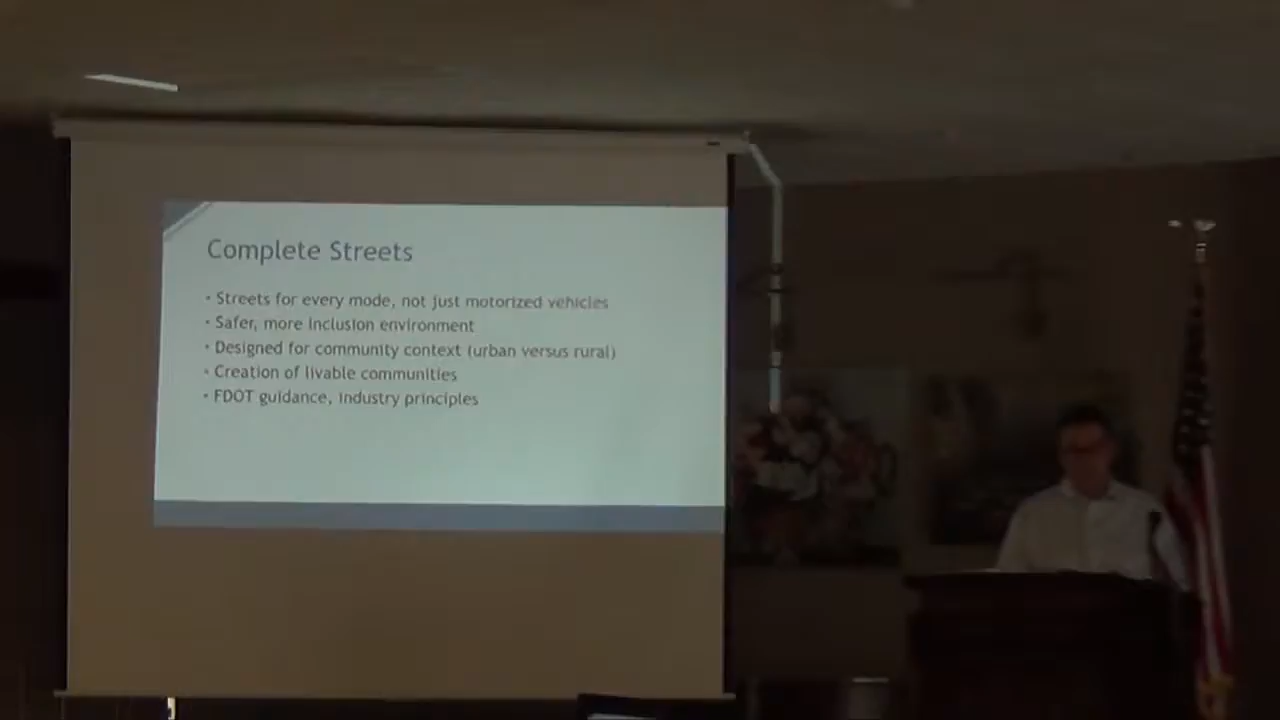 Complete Streets
• Streets for every mode, not just motorized vehicles
• Safer, more inclusion environment
• Designed for community context (urban versus rural)
• Creation of livable communities
• FDOT guidance, industry principles